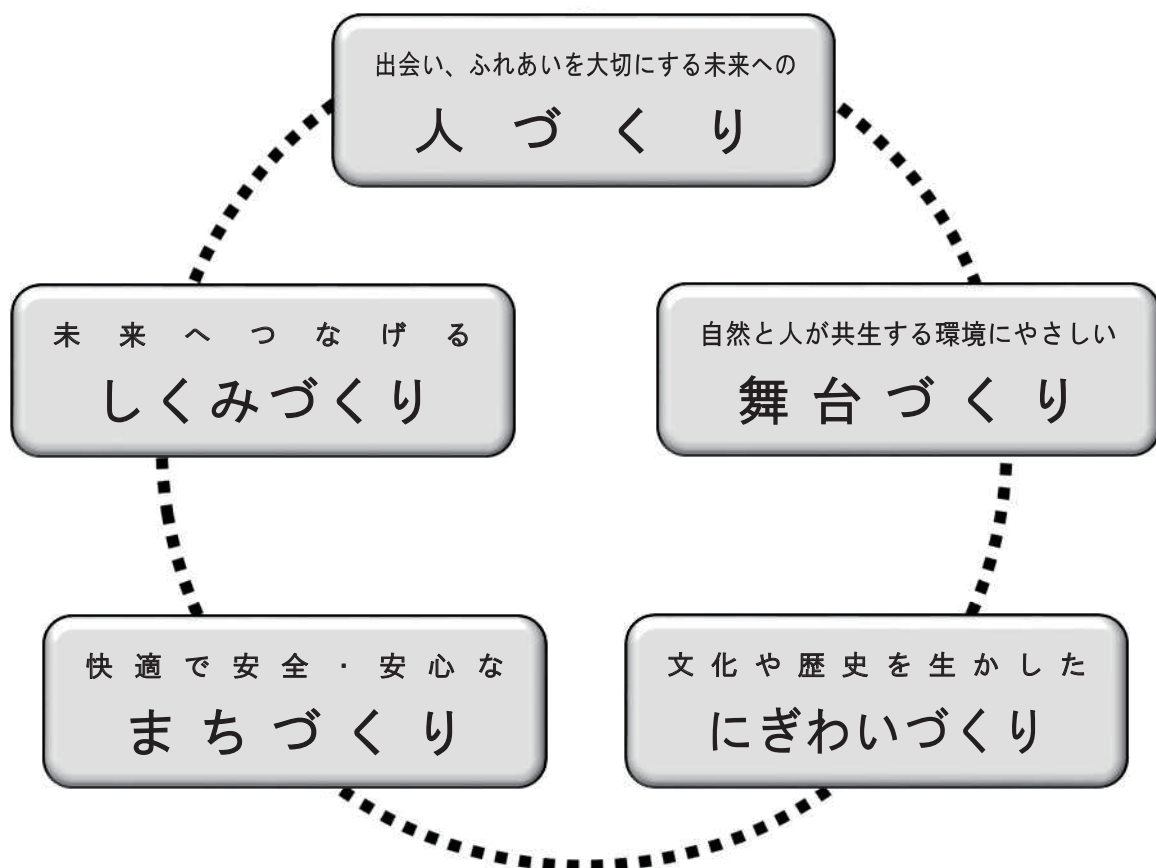 出会い、ふれあいを大切にする未来への
人づくり
未来へつなげる
しくみづくり
自然と人が共生する環境にやさしい
舞台づくり
快適で安全・安心な
まちづくり
文化や歴史を生かした
にぎわいづくり